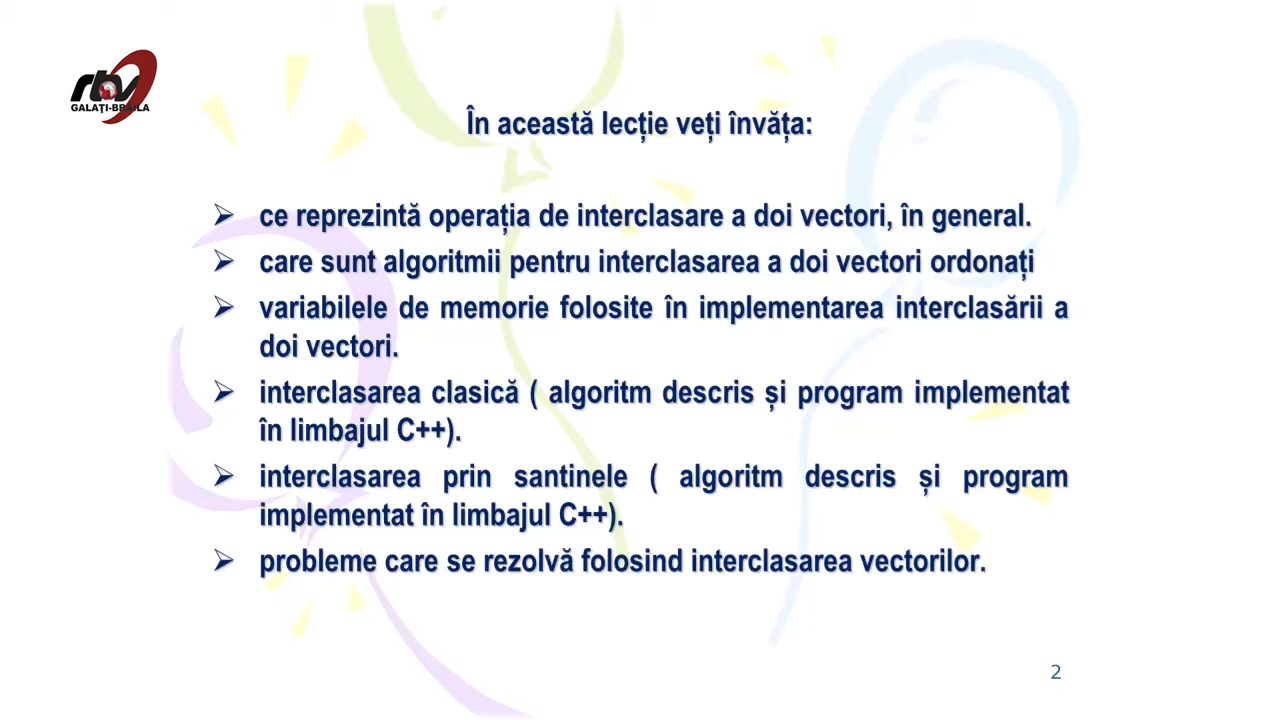 rtv
GALAȚI-BRĂILA
În această lecție veți învăța:
➢ ce reprezintă operația de interclasare a doi vectori, în general.
➢ care sunt algoritmii pentru interclasarea a doi vectori ordonați
➢ variabilele de memorie folosite în implementarea interclasării a
doi vectori.
➢ interclasarea clasică ( algoritm descris și program implementat
în limbajul C++).
➢ interclasarea prin santinele ( algoritm descris și program
implementat în limbajul C++).
➢ probleme care se rezolvă folosind interclasarea vectorilor.
2